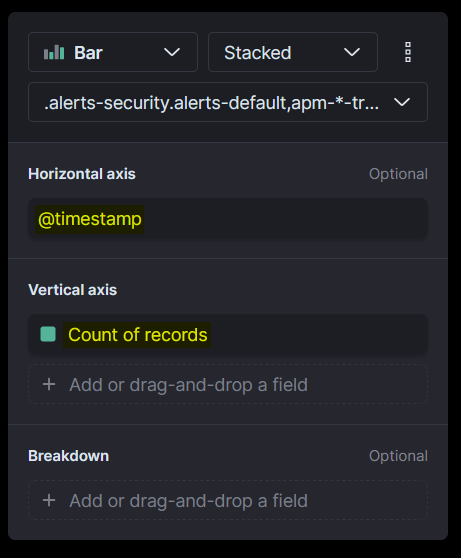 Bar
Stacked
.alerts-security.alerts-default,apm-*-tr...
Horizontal axis
Optional
@timestamp
Vertical axis
Count of records
+ Add or drag-and-drop a field
Breakdown
Optional
+ Add or drag-and-drop a field